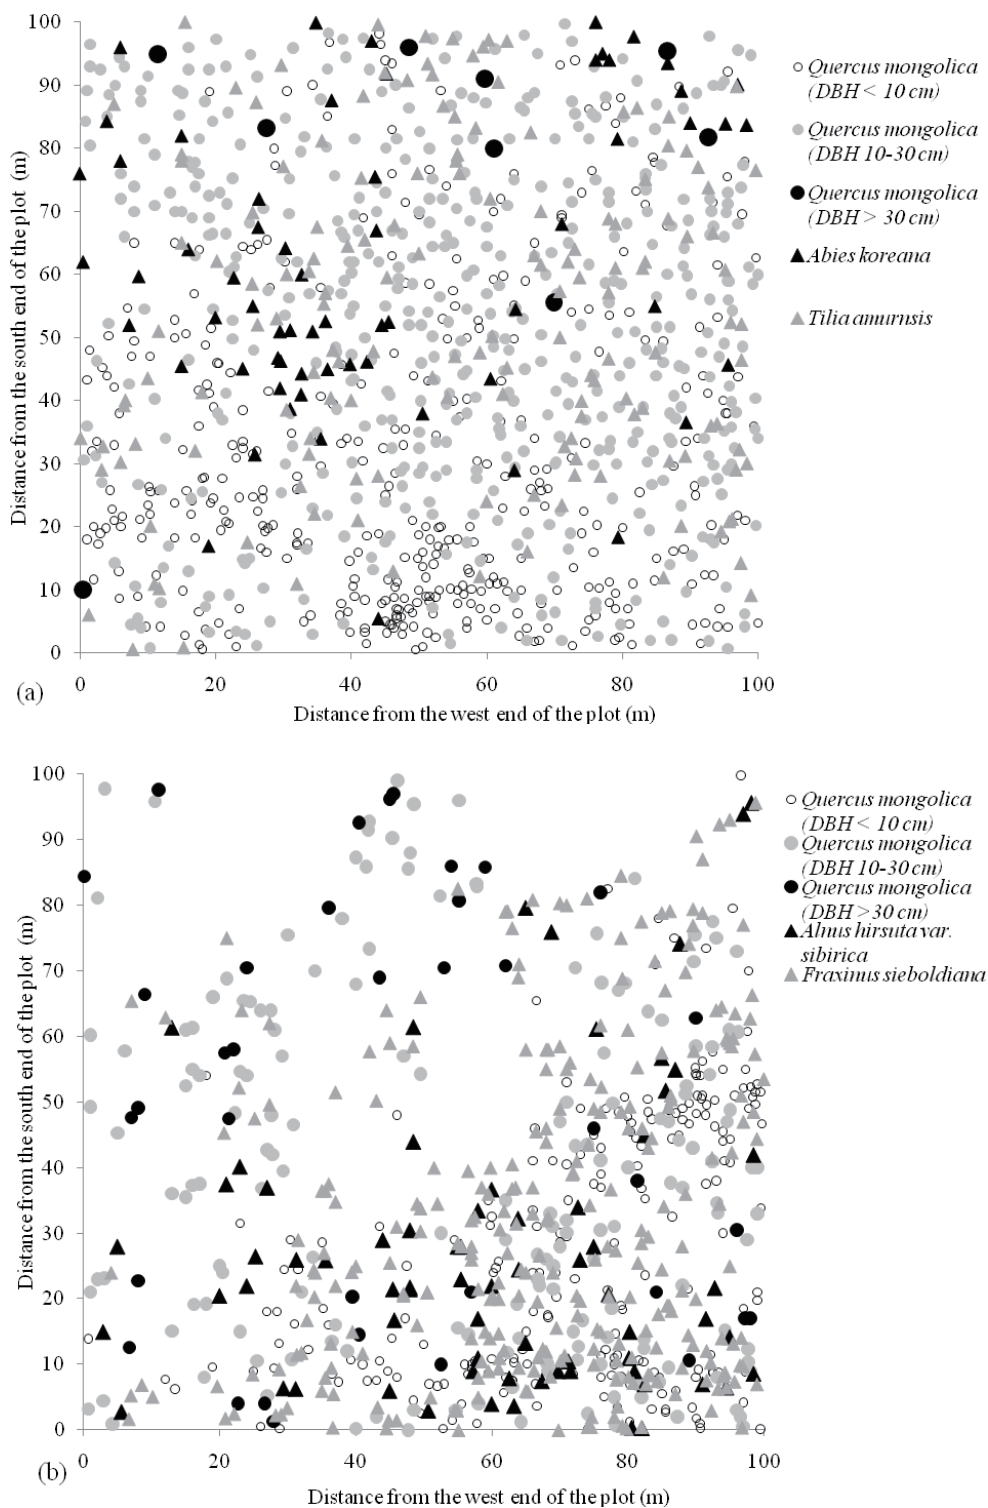 100
90
80
70
60
50
40
30
20
10
0
Distance from the south end of the plot (m)
0 20 40 60 80 100
Distance from the west end of the plot (m)
(a)
Quercus mongolica
(DBH < 10 cm)
Quercus mongolica
(DBH 10-30 cm)
Quercus mongolica
(DBH > 30 cm)
Abies koreana
Tilia amurnsis
100
90
80
70
60
50
40
30
20
10
0
Distance from the south end of the plot (m)
0 20 40 60 80 100
Distance from the west end of the plot (m)
(b)
Quercus mongolica
(DBH < 10 cm)
Quercus mongolica
(DBH 10-30 cm)
Quercus mongolica
(DBH > 30 cm)
Alnus hirsuta var.
sibirica
Fraxinus sieboldiana